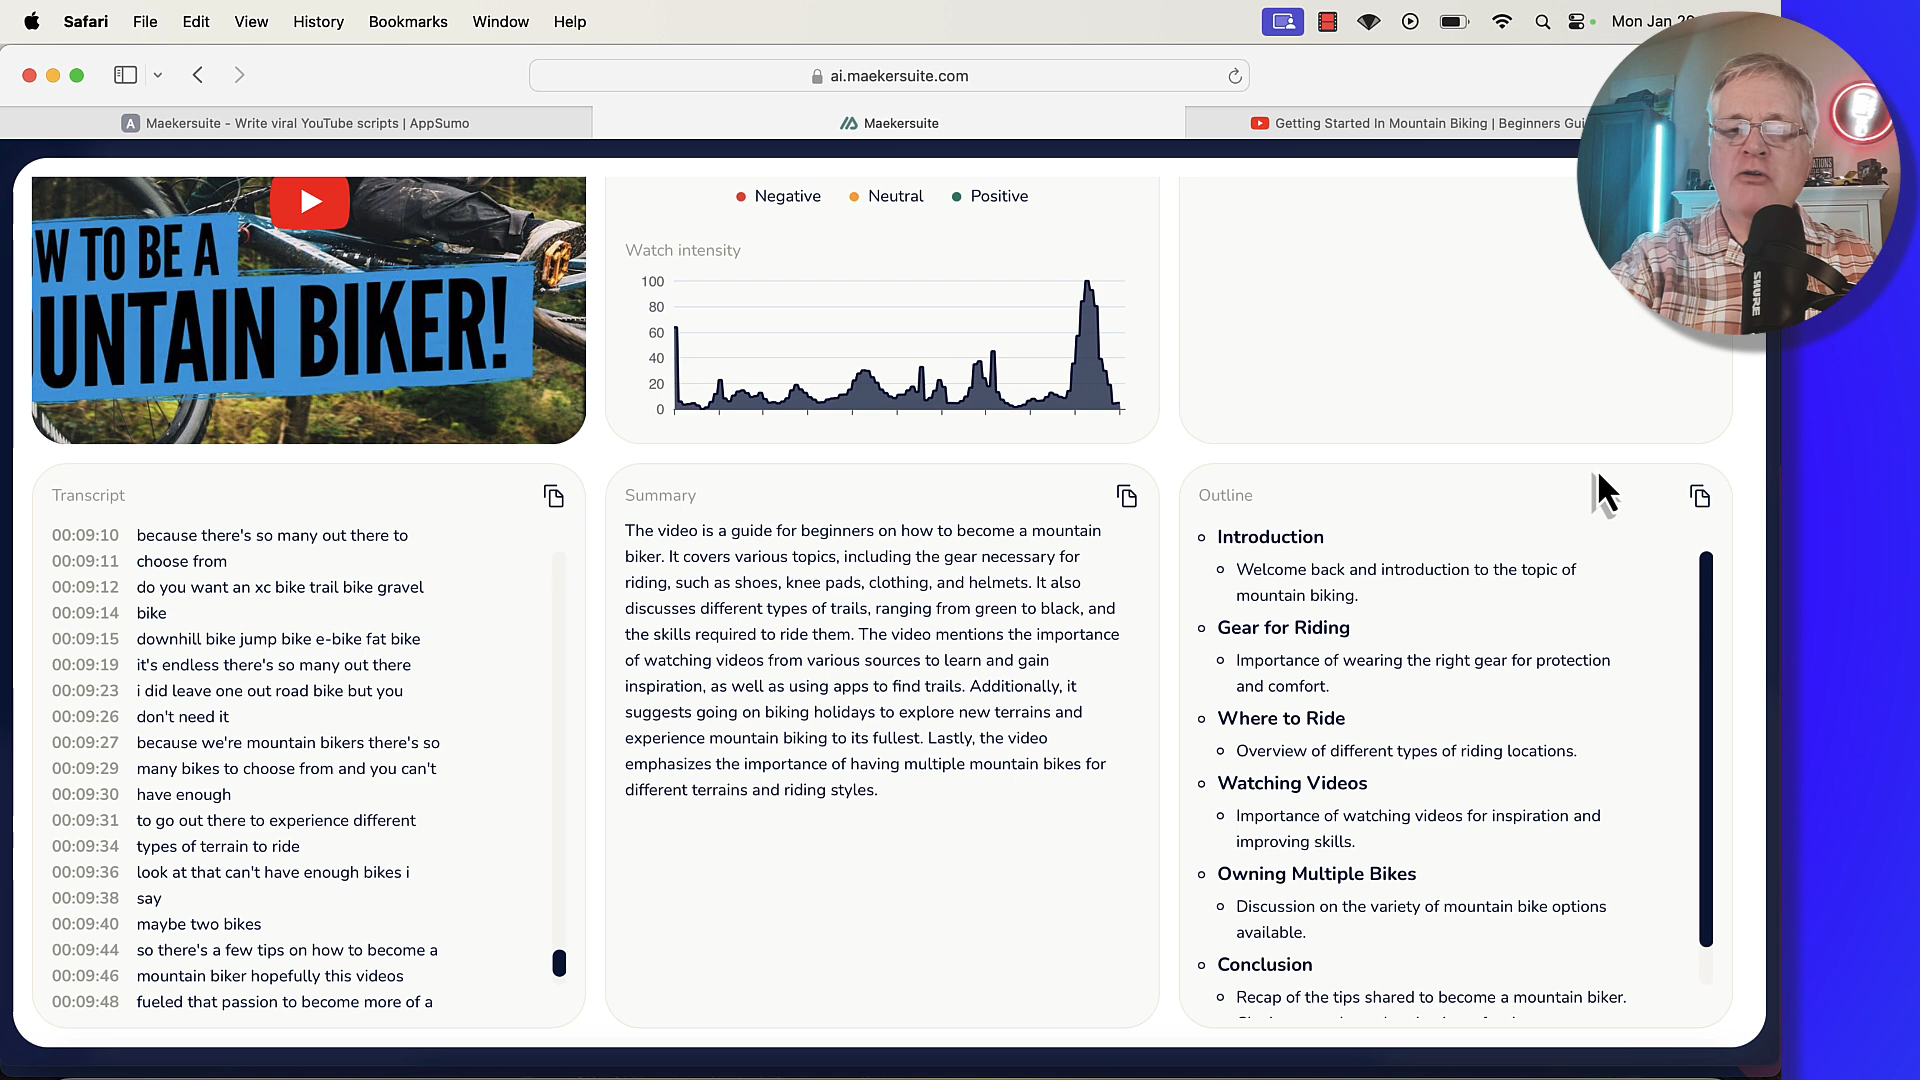 Safari File Edit View History Bookmarks Window Help
Mon Jan
ai.maekersuite.com
A Maekersuite - Write viral YouTube scripts | AppSumo
Maekersuite
Getting Started In Mountain Biking | Beginners Gui
W TO BE A
UNTAIN BIKER!
Negative Neutral Positive
Watch intensity
100
80
60
40
20
0
SHURE
Transcript
00:09:10 because there's so many out there to
00:09:11 choose from
00:09:12 do you want an xc bike trail bike gravel
00:09:14 bike
00:09:15 downhill bike jump bike e-bike fat bike
00:09:19 it's endless there's so many out there
00:09:23 i did leave one out road bike but you
00:09:26 don't need it
00:09:27 because we're mountain bikers there's so
00:09:29 many bikes to choose from and you can't
00:09:30 have enough
00:09:31 to go out there to experience different
00:09:34 types of terrain to ride
00:09:36 look at that can't have enough bikes i
00:09:38 say
00:09:40 maybe two bikes
00:09:44 so there's a few tips on how to become a
00:09:46 mountain biker hopefully this videos
00:09:48 fueled that passion to become more of a
Summary
The video is a guide for beginners on how to become a mountain
biker. It covers various topics, including the gear necessary for
riding, such as shoes, knee pads, clothing, and helmets. It also
discusses different types of trails, ranging from green to black, and
the skills required to ride them. The video mentions the importance
of watching videos from various sources to learn and gain
inspiration, as well as using apps to find trails. Additionally, it
suggests going on biking holidays to explore new terrains and
experience mountain biking to its fullest. Lastly, the video
emphasizes the importance of having multiple mountain bikes for
different terrains and riding styles.
Outline
Introduction
Welcome back and introduction to the topic of
mountain biking.
Gear for Riding
Importance of wearing the right gear for protection
and comfort.
Where to Ride
Overview of different types of riding locations.
Watching Videos
Importance of watching videos for inspiration and
improving skills.
Owning Multiple Bikes
Discussion on the variety of mountain bike options
available.
Conclusion
Recap of the tips shared to become a mountain biker.